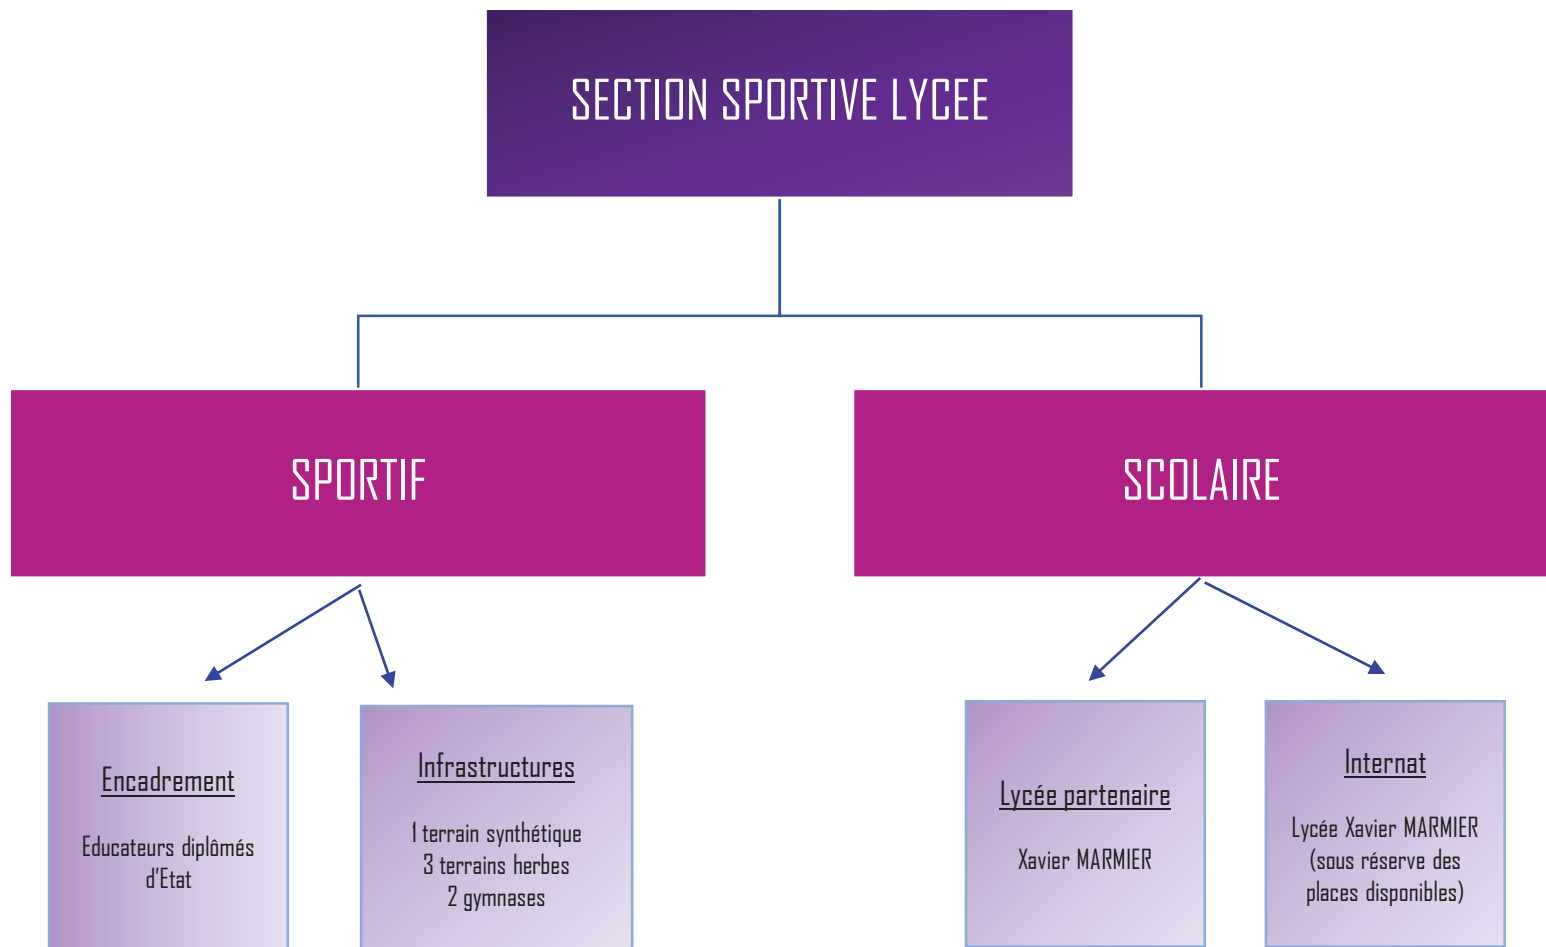 SECTION SPORTIVE LYCEE
SPORTIF
SCOLAIRE
Encadrement
Educateurs diplômés
d'Etat
Infrastructures
1 terrain synthétique
3 terrains herbes
2 gymnases
Lycée partenaire
Xavier MARMIER
Internat
Lycée Xavier MARMIER
(sous réserve des
places disponibles)